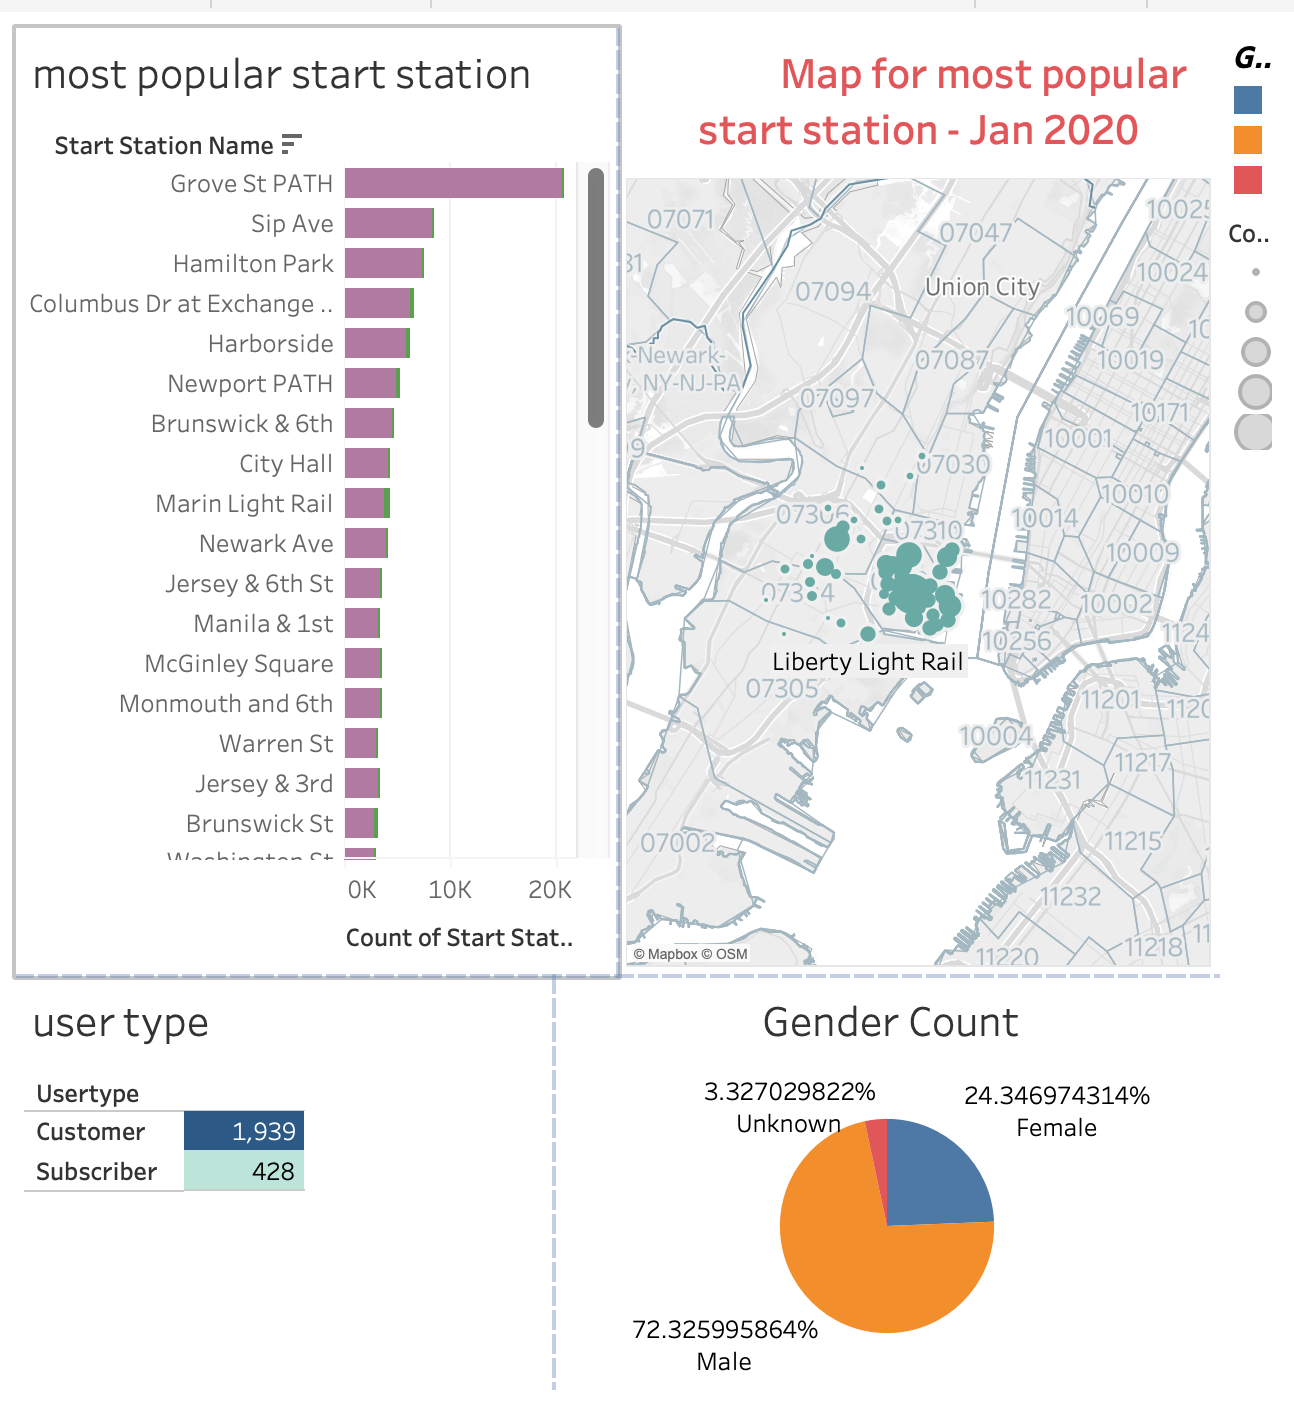 most popular start station
Start Station Name
Grove St PATH
Sip Ave
Hamilton Park
Columbus Dr at Exchange ..
Harborside
Newport PATH
Brunswick & 6th
City Hall
Marin Light Rail
Newark Ave
Jersey & 6th St
Manila & 1st
McGinley Square
Monmouth and 6th
Warren St
Jersey & 3rd
Brunswick St
Washington St
0K 10K 20K
Count of Start Stat..
Map for most popular
start station - Jan 2020
G..
Co..
07071
07047
10025
10024
Union City
07094
10069
07087
10019
-Newark-
NY-NJ-PA
07097
10171
10001
07030
10010
07306
10014
07310
10009
10282
10002
10256
Liberty Light Rail
07305
11201
10004
11217
11231
07002
11215
11232
11218
11220
© Mapbox © OSM
user type
Usertype
Customer 1,939
Subscriber 428
Gender Count
3.327029822%
Unknown
24.346974314%
Female
72.325995864%
Male